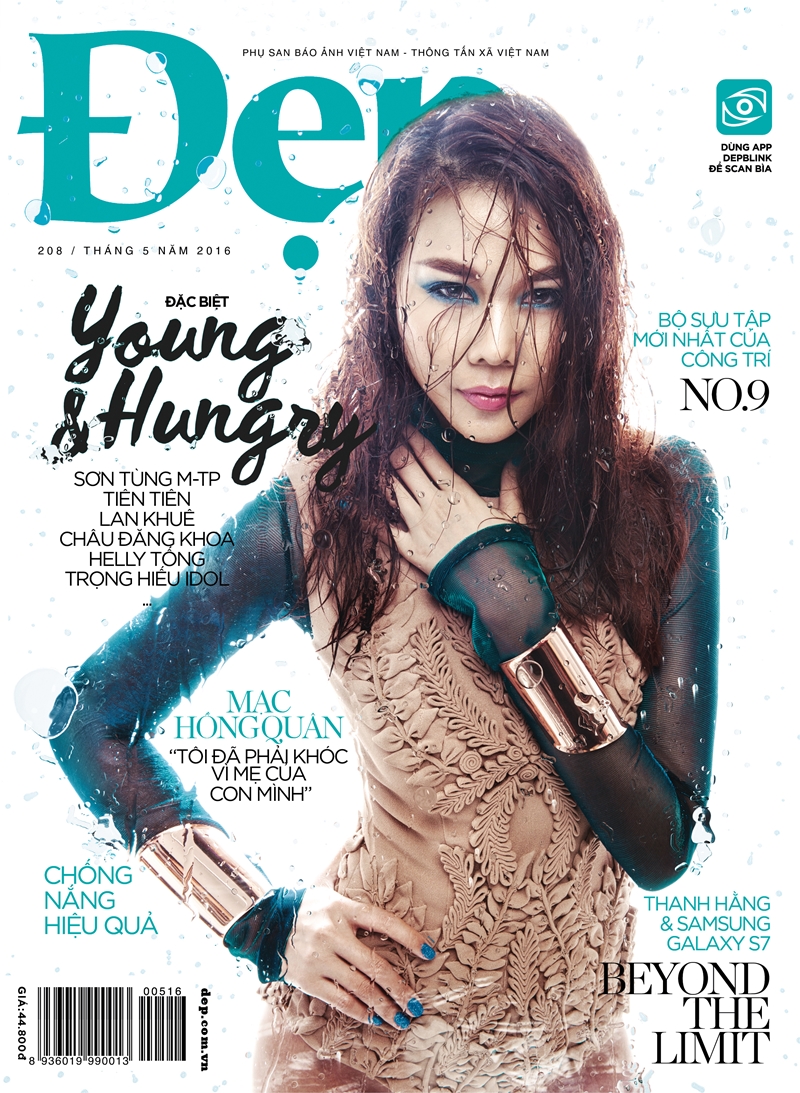 PHỤ SAN BÁO ẢNH VIỆT NAM - THÔNG TẤN XÃ VIỆT NAM
Đẹp
DÙNG APP
DEPBLINK
ĐỂ SCAN BÌA
208 / THÁNG 5 NĂM 2016
ĐẶC BIỆT
Young
& Hungry
SƠN TÙNG M-TP
TIÊN TIÊN
LAN KHUÊ
CHÂU ĐĂNG KHOA
HELLY TỐNG
TRỌNG HIẾU IDOL
...
BỘ SƯU TẬP
MỚI NHẤT CỦA
CÔNG TRÍ
NO.9
MẠC
HỒNG QUÂN
“TÔI ĐÃ PHẢI KHÓC
VÌ MẸ CỦA
CON MÌNH”
CHỐNG
NẮNG
HIỆU QUẢ
THANH HẰNG
& SAMSUNG
GALAXY S7
BEYOND
THE
LIMIT
GIÁ:44.800đ
00516
8 936019 990013
dep.com.vn